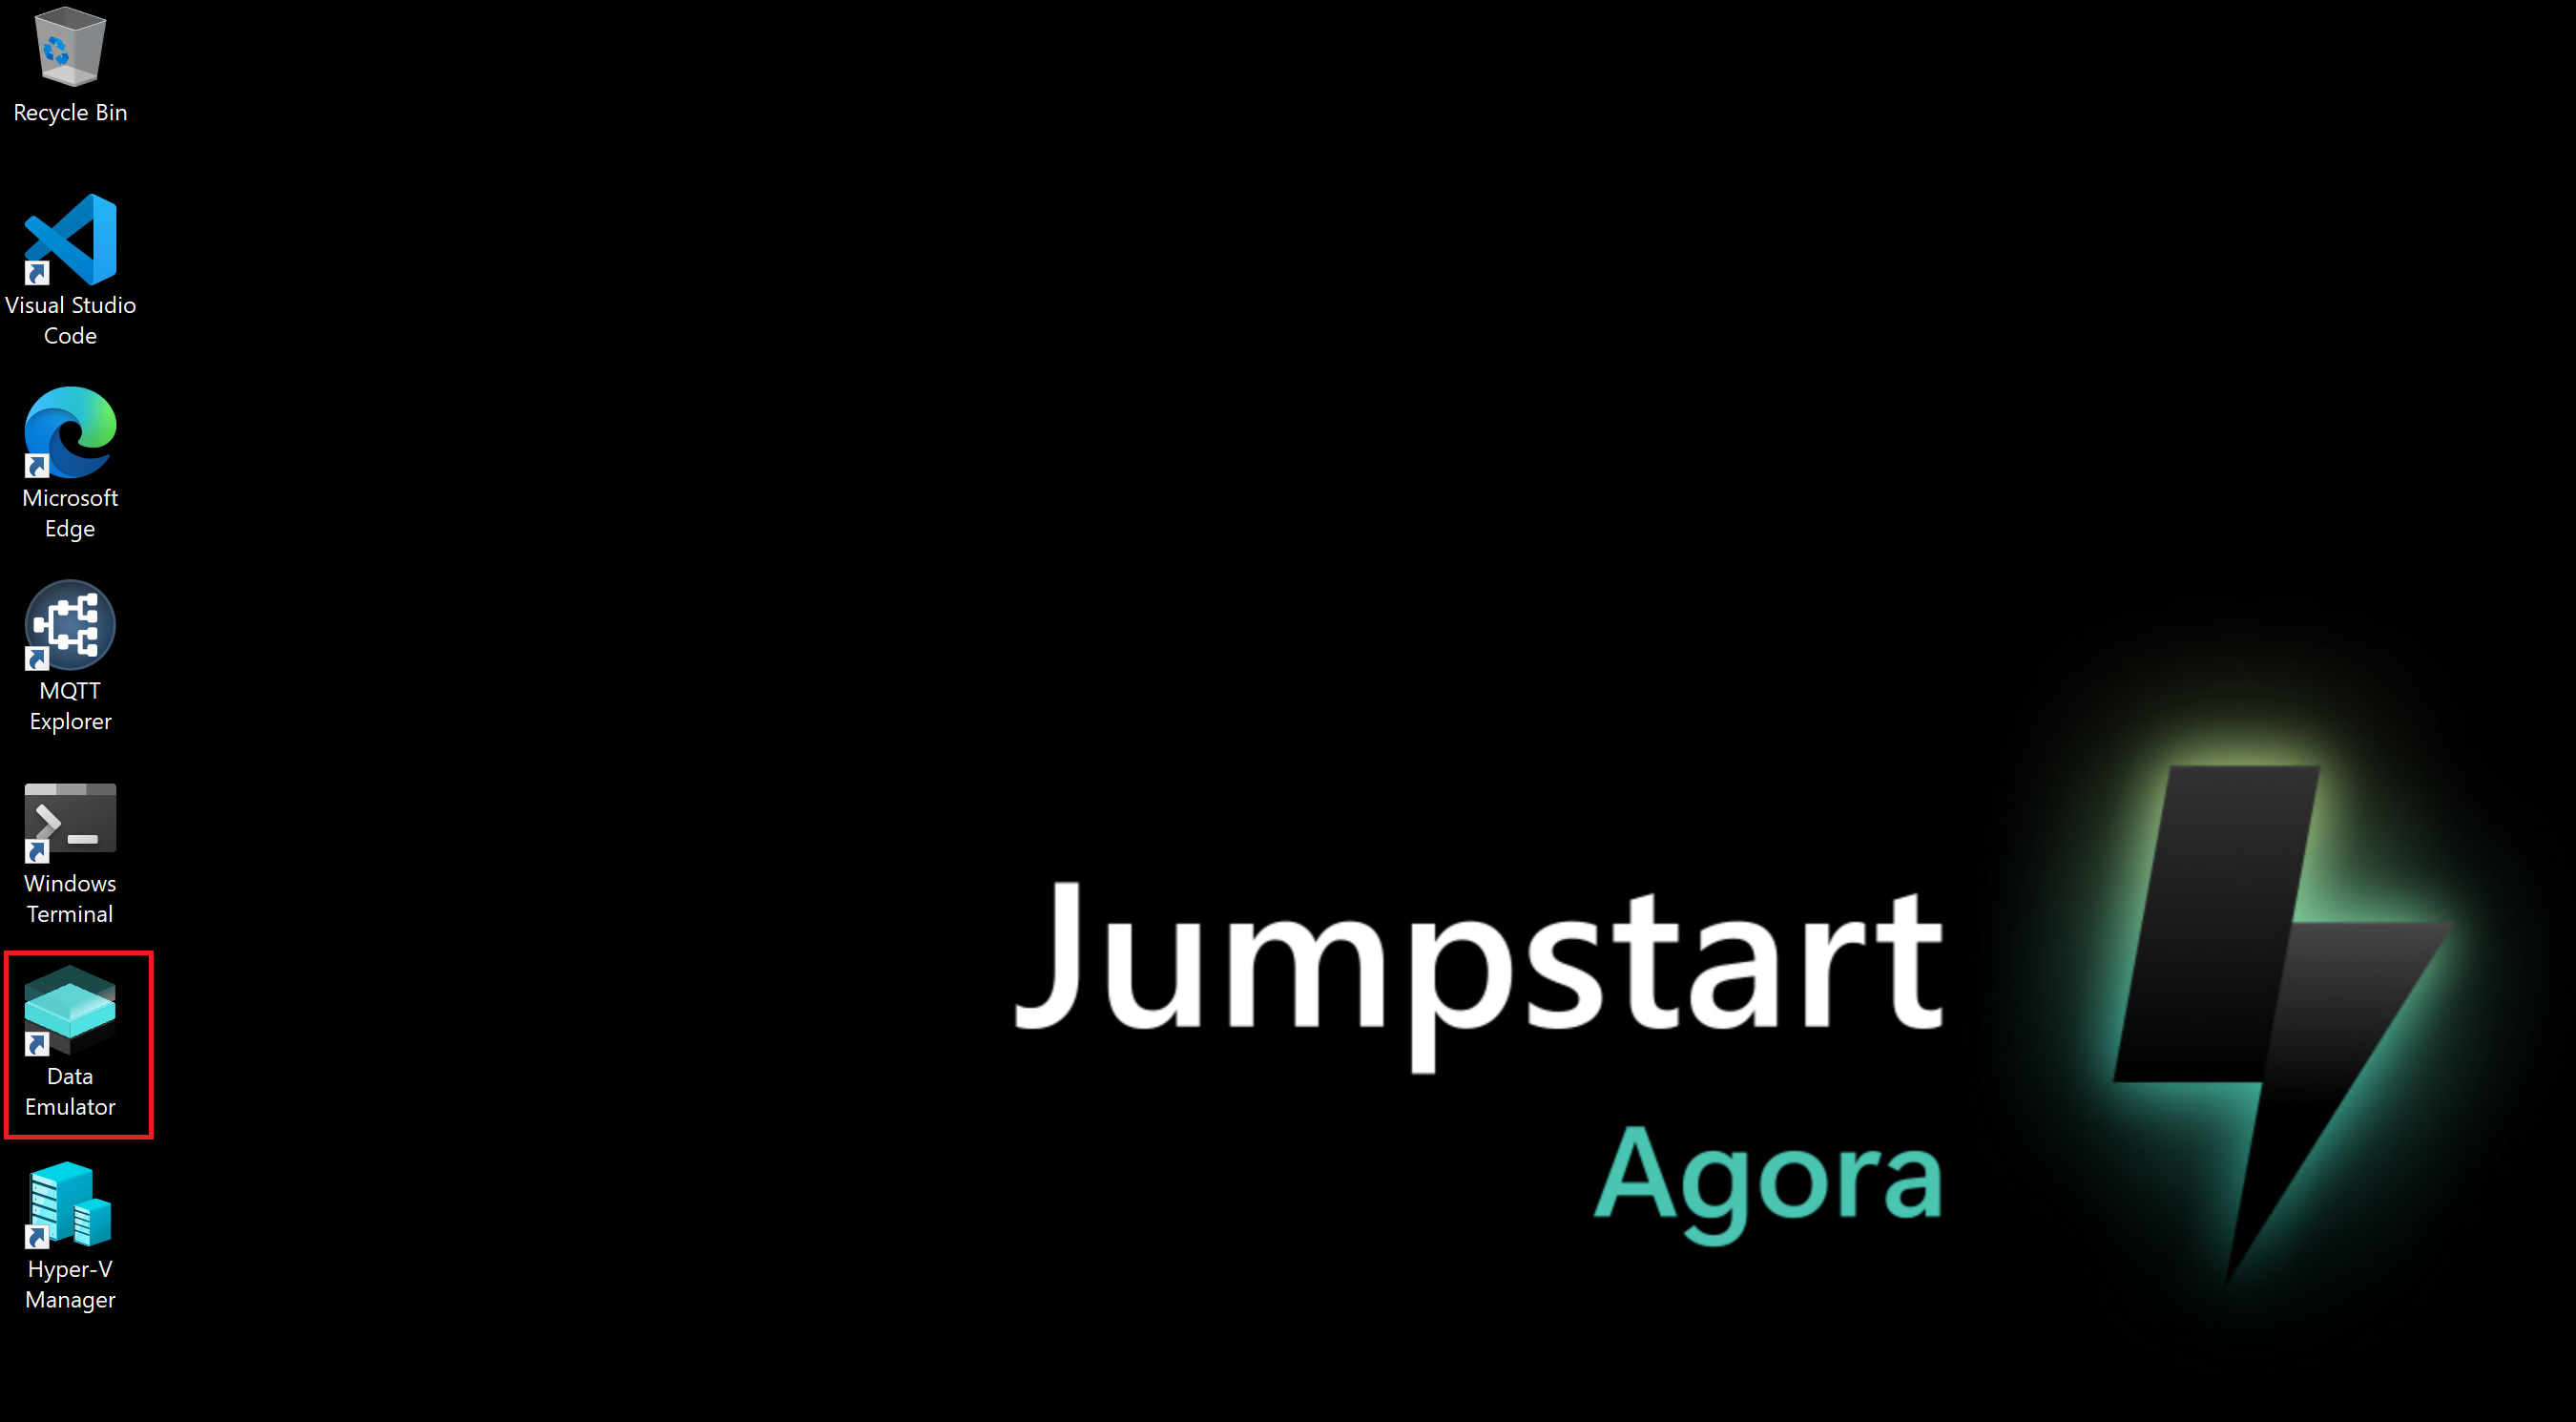 Recycle Bin
Visual Studio
Code
Microsoft
Edge
MQTT
Explorer
Windows
Terminal
Data
Emulator
Hyper-V
Manager
Jumpstart
Agora